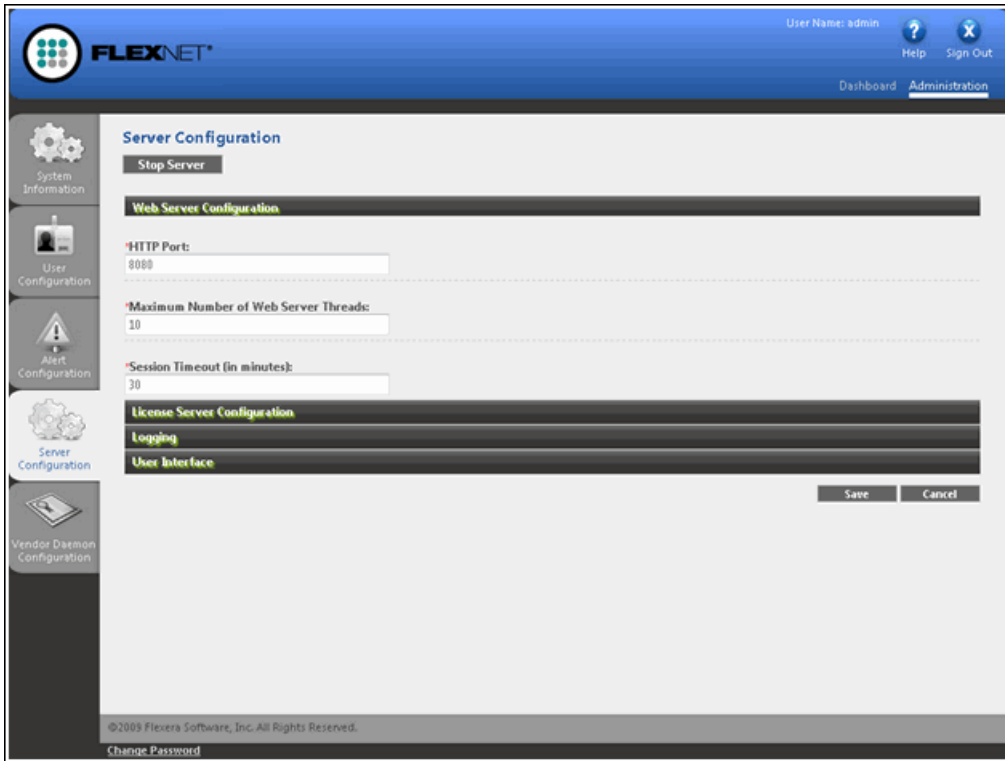 User Name: admin
FLEXNET
Help
Sign Out
Dashboard
Administration
System
Information
User
Configuration
Alert
Configuration
Server
Configuration
Vendor Daemon
Configuration
Server Configuration
Stop Server
Web Server Configuration
*HTTP Port:
8080
*Maximum Number of Web Server Threads:
10
*Session Timeout (in minutes):
30
License Server Configuration
Logging
User Interface
Save
Cancel
©2009 Flexera Software, Inc. All Rights Reserved.
Change Password